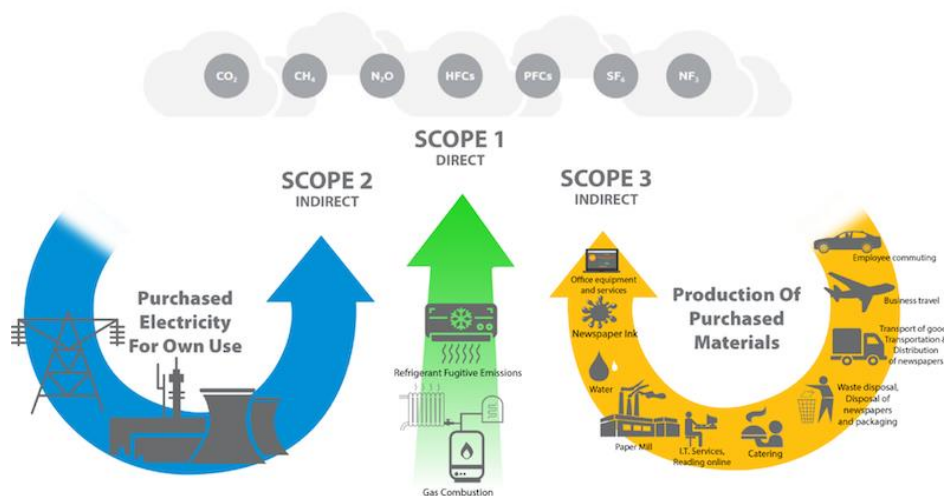 CO₂ CH₄ N₂O HFCs PFCs SF₆ NF₃
SCOPE 1
DIRECT
SCOPE 2
INDIRECT
SCOPE 3
INDIRECT
Purchased
Electricity
For Own Use
Refrigerant Fugitive Emissions
Gas Combustion
Production Of
Purchased
Materials
Office equipment
and services
Newspaper Ink
Water
Paper Mill
I.T. Services,
Reading online
Catering
Waste disposal,
Disposal of
newspapers
and packaging
Transport of good
Transportation &
Distribution
of newspapers
Business travel
Employee commuting